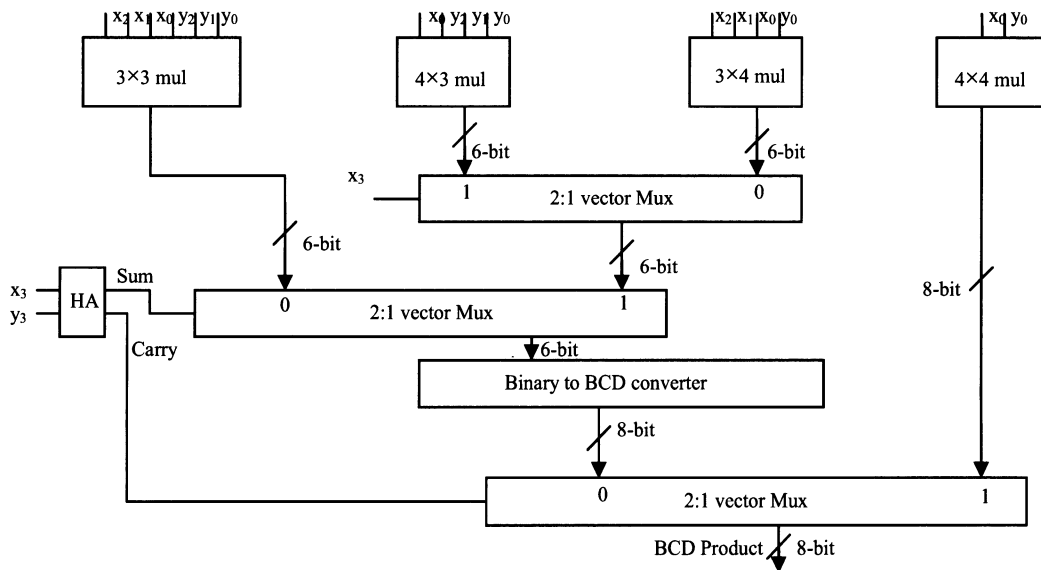 x₂ x₁ x₀ y₂ y₁ y₀
x₀ y₂ y₁ y₀
x₂ x₁ x₀ y₀
x₀ y₀
3×3 mul
4×3 mul
3×4 mul
4×4 mul
6-bit
6-bit
x₃
1
2:1 vector Mux
0
6-bit
6-bit
8-bit
x₃
y₃
HA
Sum
Carry
0
2:1 vector Mux
1
6-bit
Binary to BCD converter
8-bit
0
2:1 vector Mux
1
BCD Product
8-bit